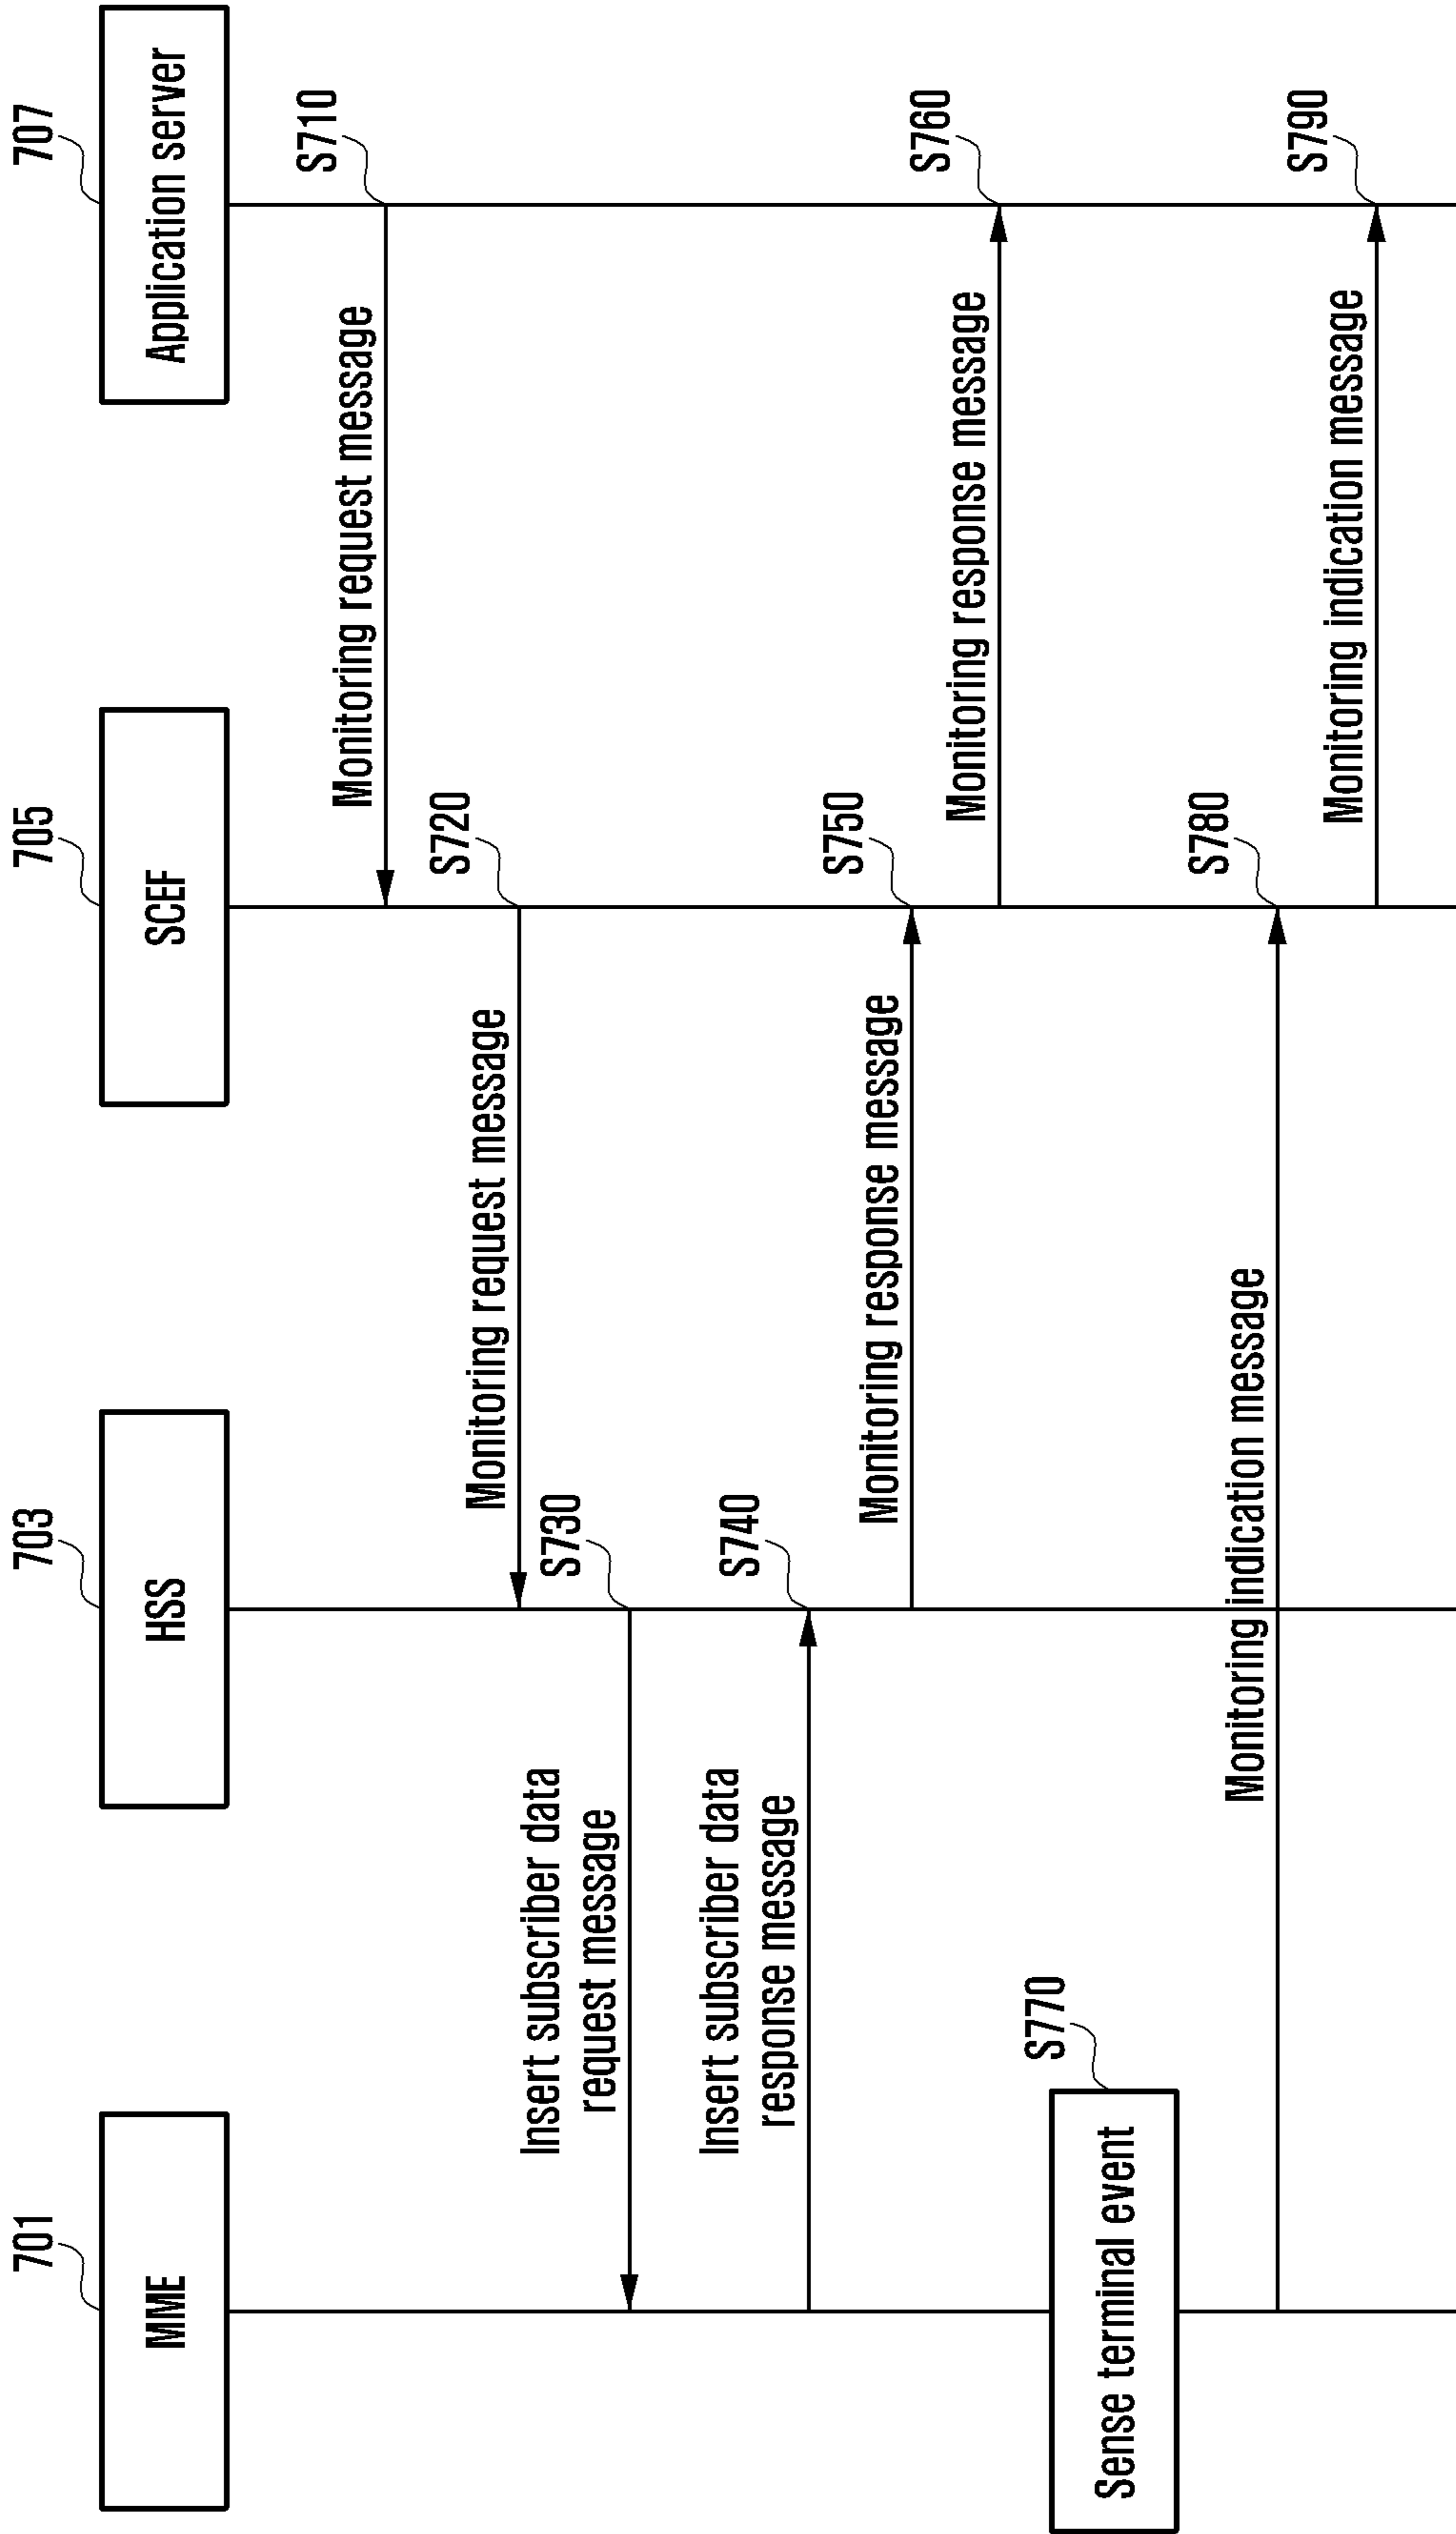 701
703
705
707
MME
HSS
SCEF
Application server
S710
Monitoring request message
S720
Monitoring request message
S730
Insert subscriber data
request message
S740
Insert subscriber data
response message
S750
Monitoring response message
S760
Monitoring response message
S770
Sense terminal event
S780
Monitoring indication message
S790
Monitoring indication message